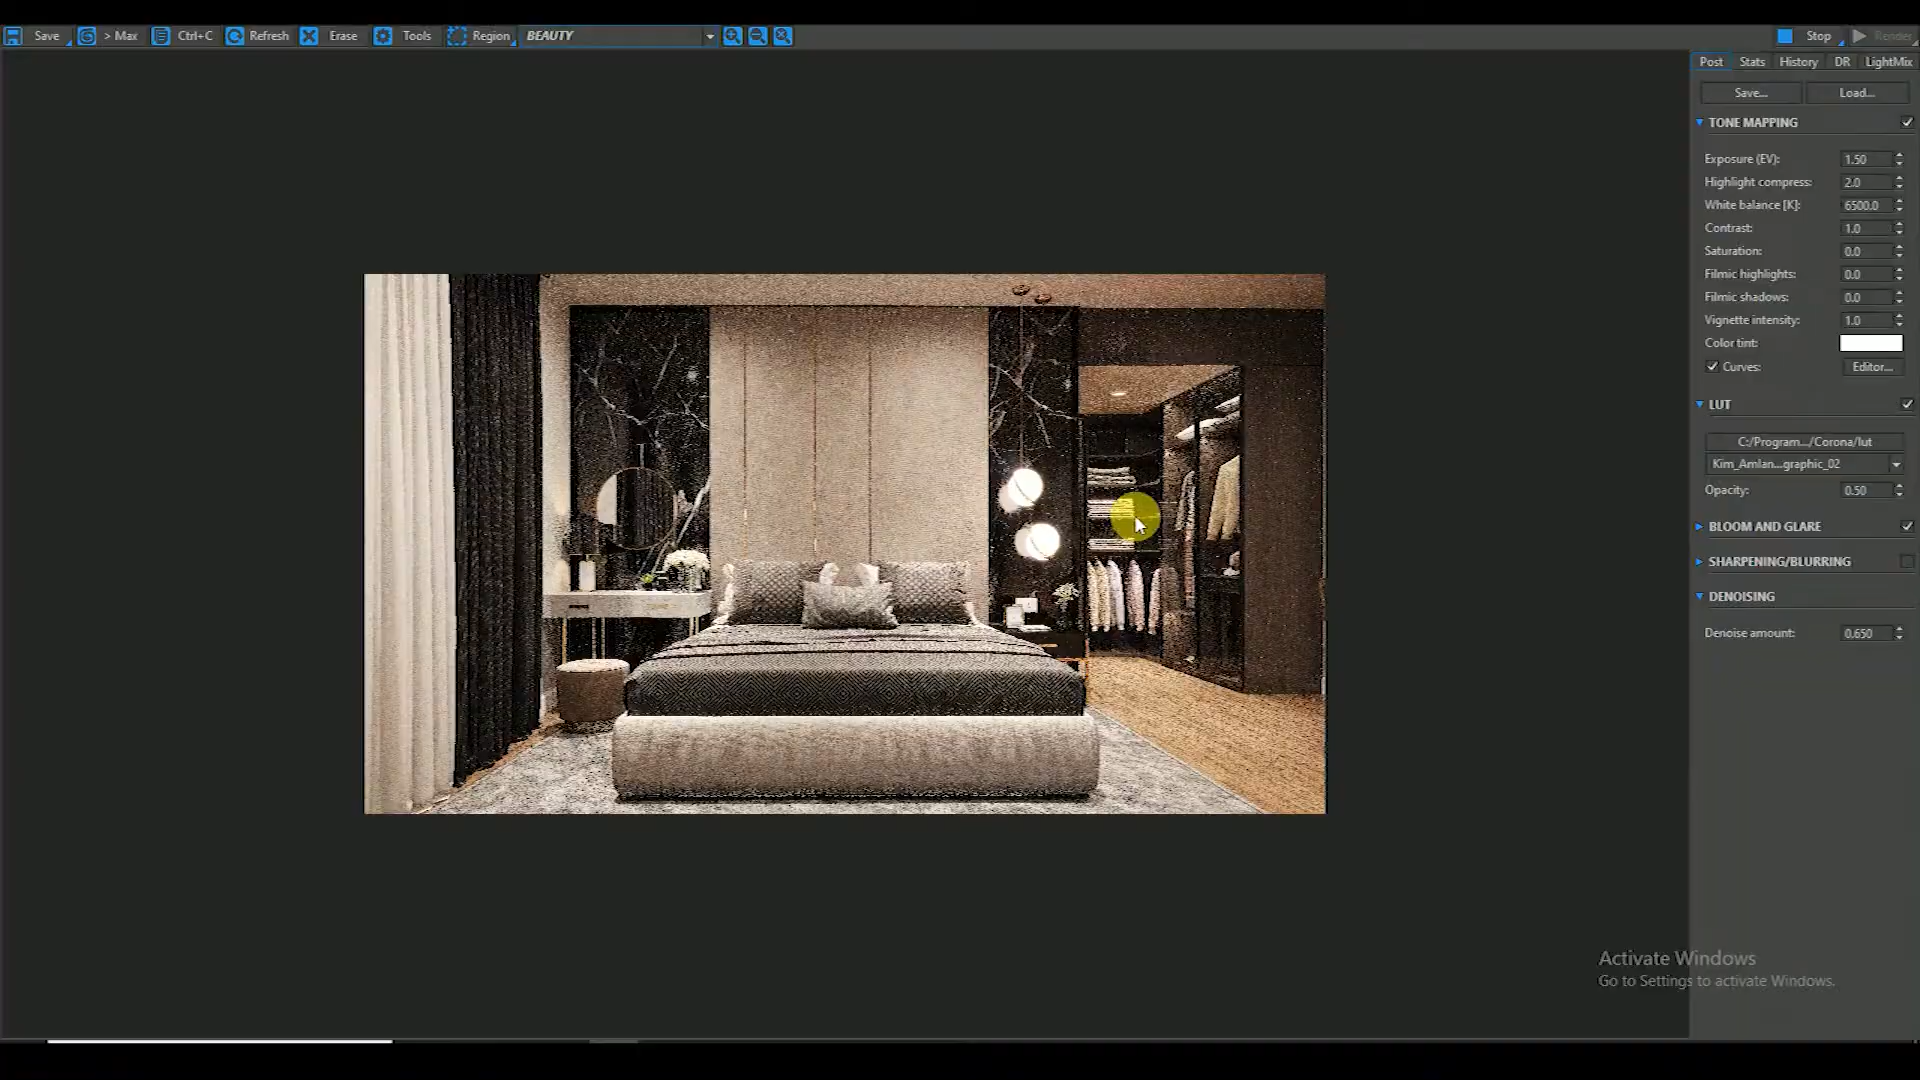 Save > Max Ctrl+C Refresh Erase Tools Region BEAUTY Stop Render
Post Stats History DR LightMix
Save... Load...
TONE MAPPING
Exposure (EV): 1.50
Highlight compress: 2.0
White balance [K]: 6500.0
Contrast: 1.0
Saturation: 0.0
Filmic highlights: 0.0
Filmic shadows: 0.0
Vignette intensity: 1.0
Color tint:
Curves: Editor...
LUT
C:/Program.../Corona/lut
Kim_Amlan...graphic_02
Opacity: 0.50
BLOOM AND GLARE
SHARPENING/BLURRING
DENOISING
Denoise amount: 0.650
Activate Windows
Go to Settings to activate Windows.